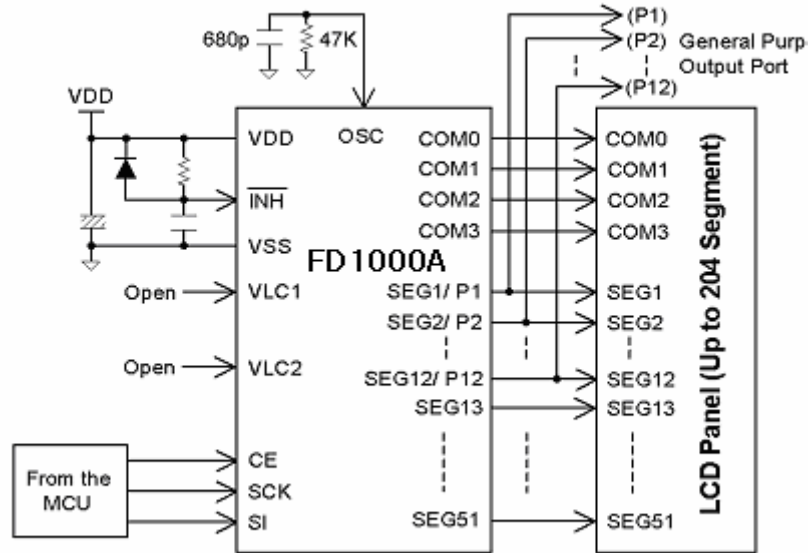 680p
47K
(P1)
(P2)
General Purp
Output Port
(P12)
VDD
VDD
OSC
COM0
COM0
COM1
COM1
INH
COM2
COM2
COM3
COM3
VSS
FD1000A
Open
VLC1
SEG1/ P1
SEG1
SEG2/ P2
SEG2
Open
VLC2
SEG12/ P12
SEG12
SEG13
SEG13
From the
MCU
CE
SCK
SI
SEG51
SEG51
LCD Panel (Up to 204 Segment)